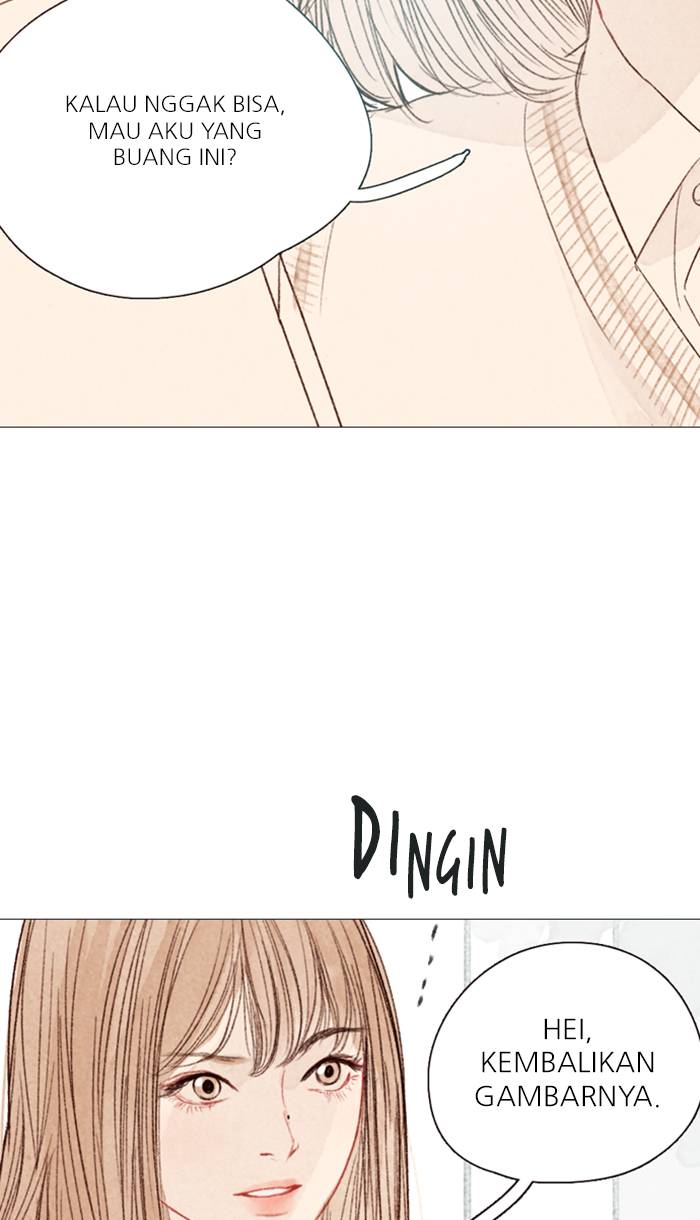 KALAU NGGAK BISA,
MAU AKU YANG
BUANG INI?
DINGIN
HEI,
KEMBALIKAN
GAMBARNYA.